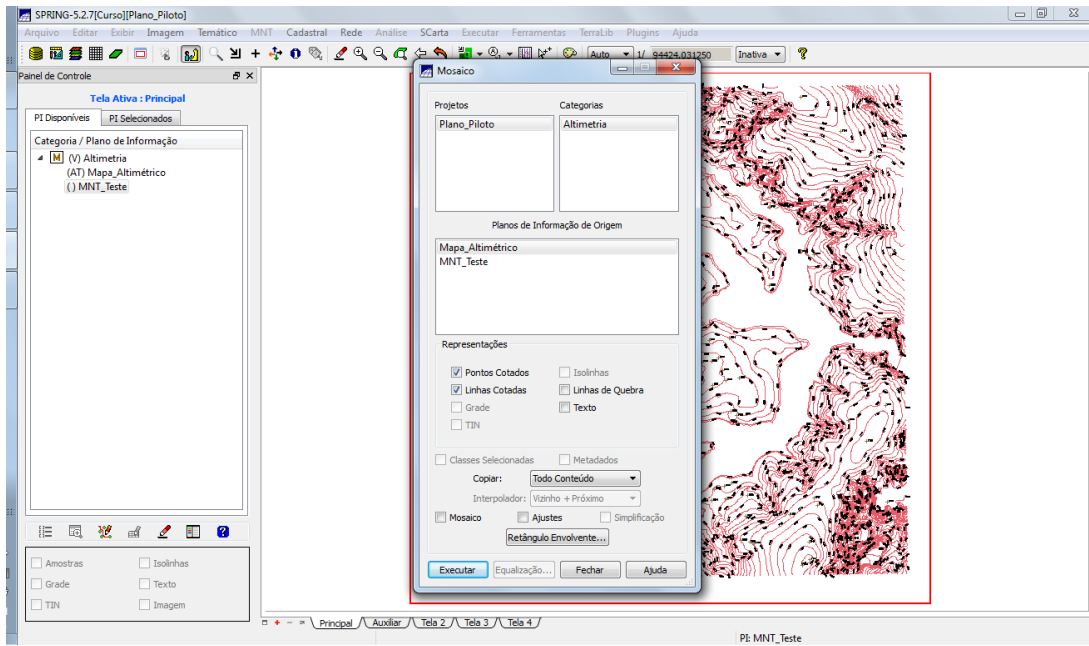 SPRING-5.2.7[Curso][Plano_Piloto]
Arquivo Editar Exibir Imagem Temático MNT Cadastral Rede Análise SCarta Executar Ferramentas TerraLib Plugins Ajuda
Auto 1/ 94424.031250 Inativa
Painel de Controle
Tela Ativa : Principal
PI Disponíveis PI Selecionados
Categoria / Plano de Informação
M (V) Altimetria
(AT) Mapa_Altimétrico
( ) MNT_Teste
Amostras Isolinhas
Grade Texto
TIN Imagem
Mosaico
Projetos Categorias
Plano_Piloto Altimetria
Planos de Informação de Origem
Mapa_Altimétrico
MNT_Teste
Representações
Pontos Cotados Isolinhas
Linhas Cotadas Linhas de Quebra
Grade Texto
TIN
Classes Selecionadas Metadados
Copiar: Todo Conteúdo
Interpolador: Vizinho + Próximo
Mosaico Ajustes Simplificação
Retângulo Envolvente...
Executar Equalização... Fechar Ajuda
Principal Auxiliar Tela 2 Tela 3 Tela 4
PI: MNT_Teste